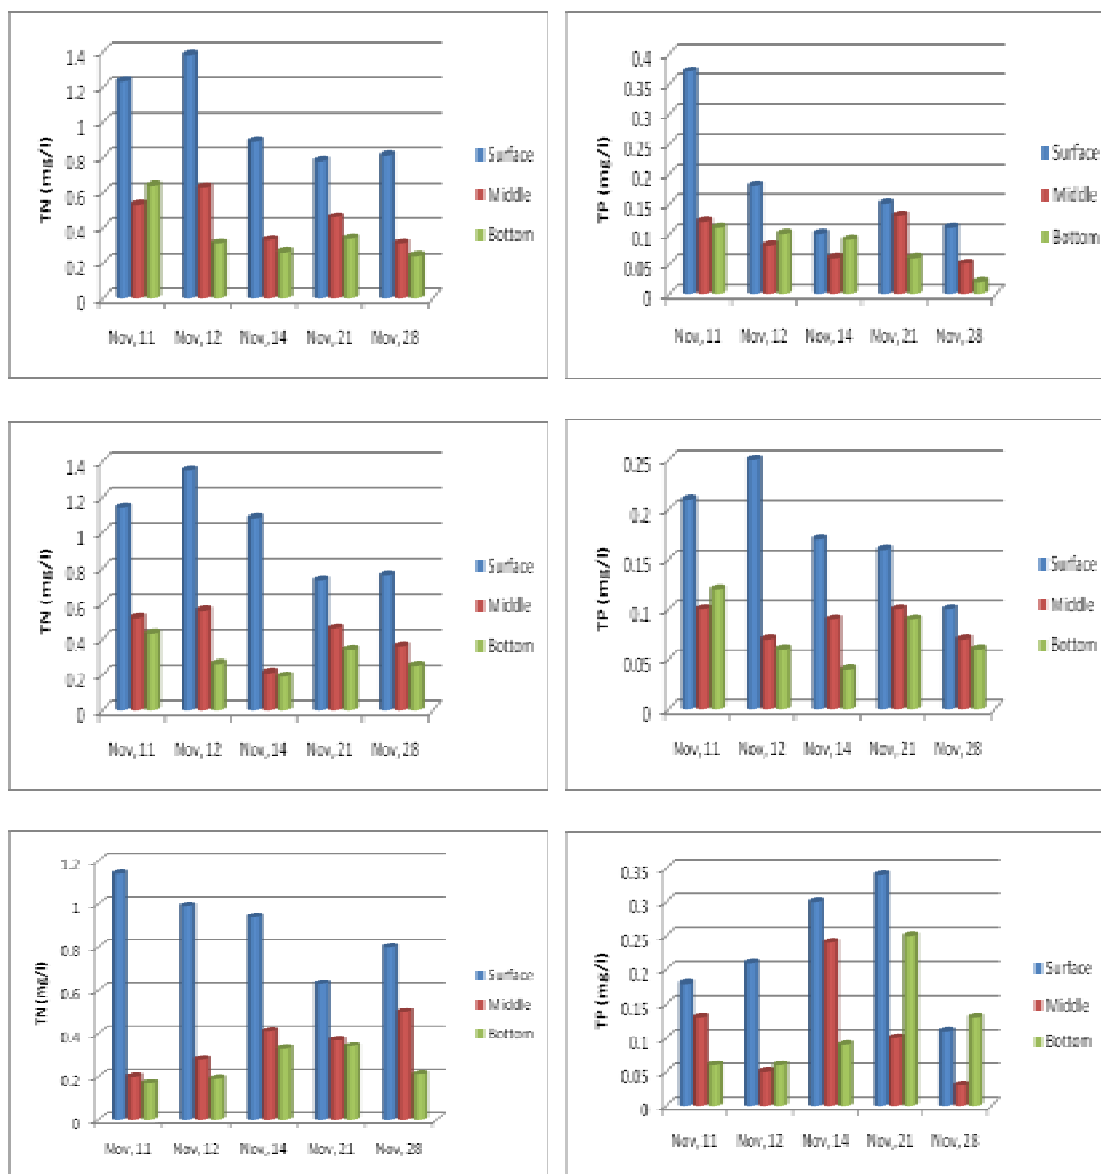 TN (mg/l)
1.4
1.2
1
0.8
0.6
0.4
0.2
0
Nov, 11 Nov, 12 Nov, 14 Nov, 21 Nov, 28
Surface
Middle
Bottom
TP (mg/l)
0.4
0.35
0.3
0.25
0.2
0.15
0.1
0.05
0
Nov, 11 Nov, 12 Nov, 14 Nov, 21 Nov, 28
Surface
Middle
Bottom
TN (mg/l)
1.4
1.2
1
0.8
0.6
0.4
0.2
0
Nov, 11 Nov, 12 Nov, 14 Nov, 21 Nov, 28
Surface
Middle
Bottom
TP (mg/l)
0.25
0.2
0.15
0.1
0.05
0
Nov, 11 Nov, 12 Nov, 14 Nov, 21 Nov, 28
Surface
Middle
Bottom
TN (mg/l)
1.2
1
0.8
0.6
0.4
0.2
0
Nov, 11 Nov, 12 Nov, 14 Nov, 21 Nov, 28
Surface
Middle
Bottom
TP (mg/l)
0.35
0.3
0.25
0.2
0.15
0.1
0.05
0
Nov, 11 Nov, 12 Nov, 14 Nov, 21 Nov, 28
Surface
Middle
Bottom